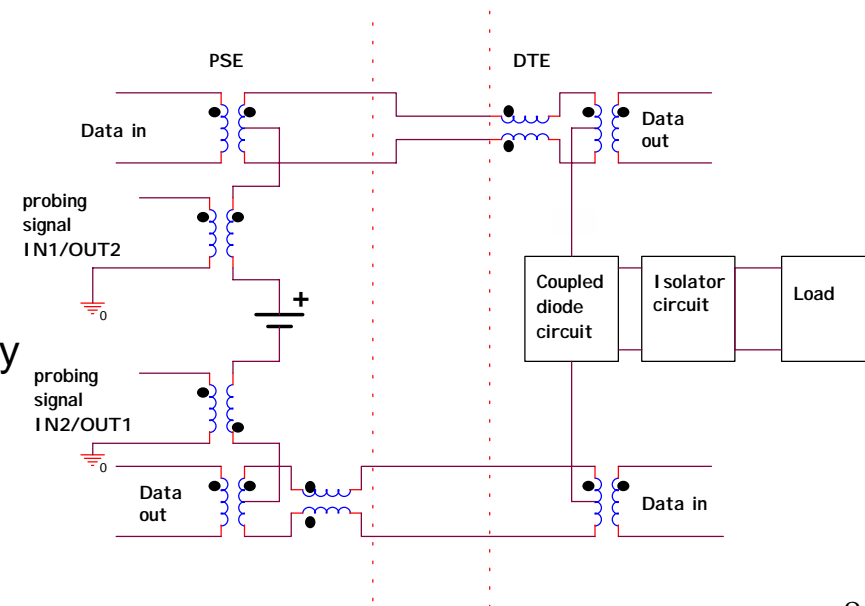 PSE
DTE
Data in
Data
out
probing
signal
IN1/OUT2
0
+
Coupled
diode
circuit
Isolator
circuit
Load
y
probing
signal
IN2/OUT1
0
Data
out
Data in